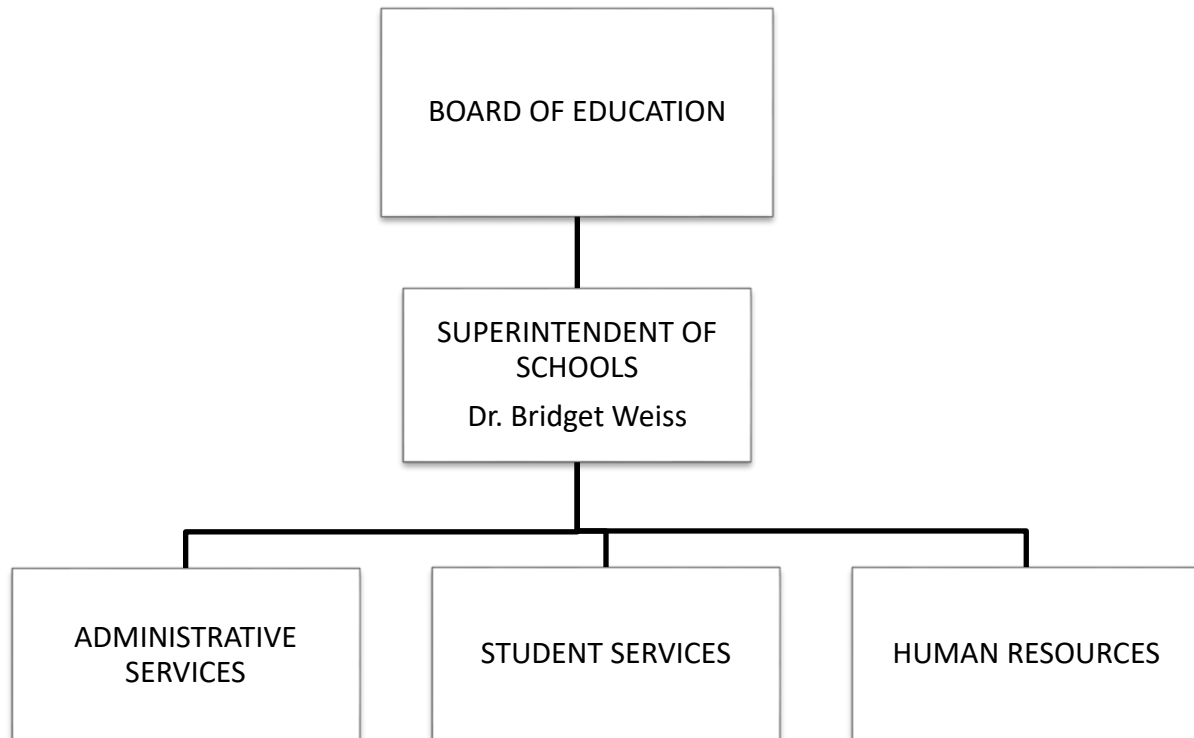 BOARD OF EDUCATION
SUPERINTENDENT OF
SCHOOLS
Dr. Bridget Weiss
ADMINISTRATIVE
SERVICES
STUDENT SERVICES
HUMAN RESOURCES